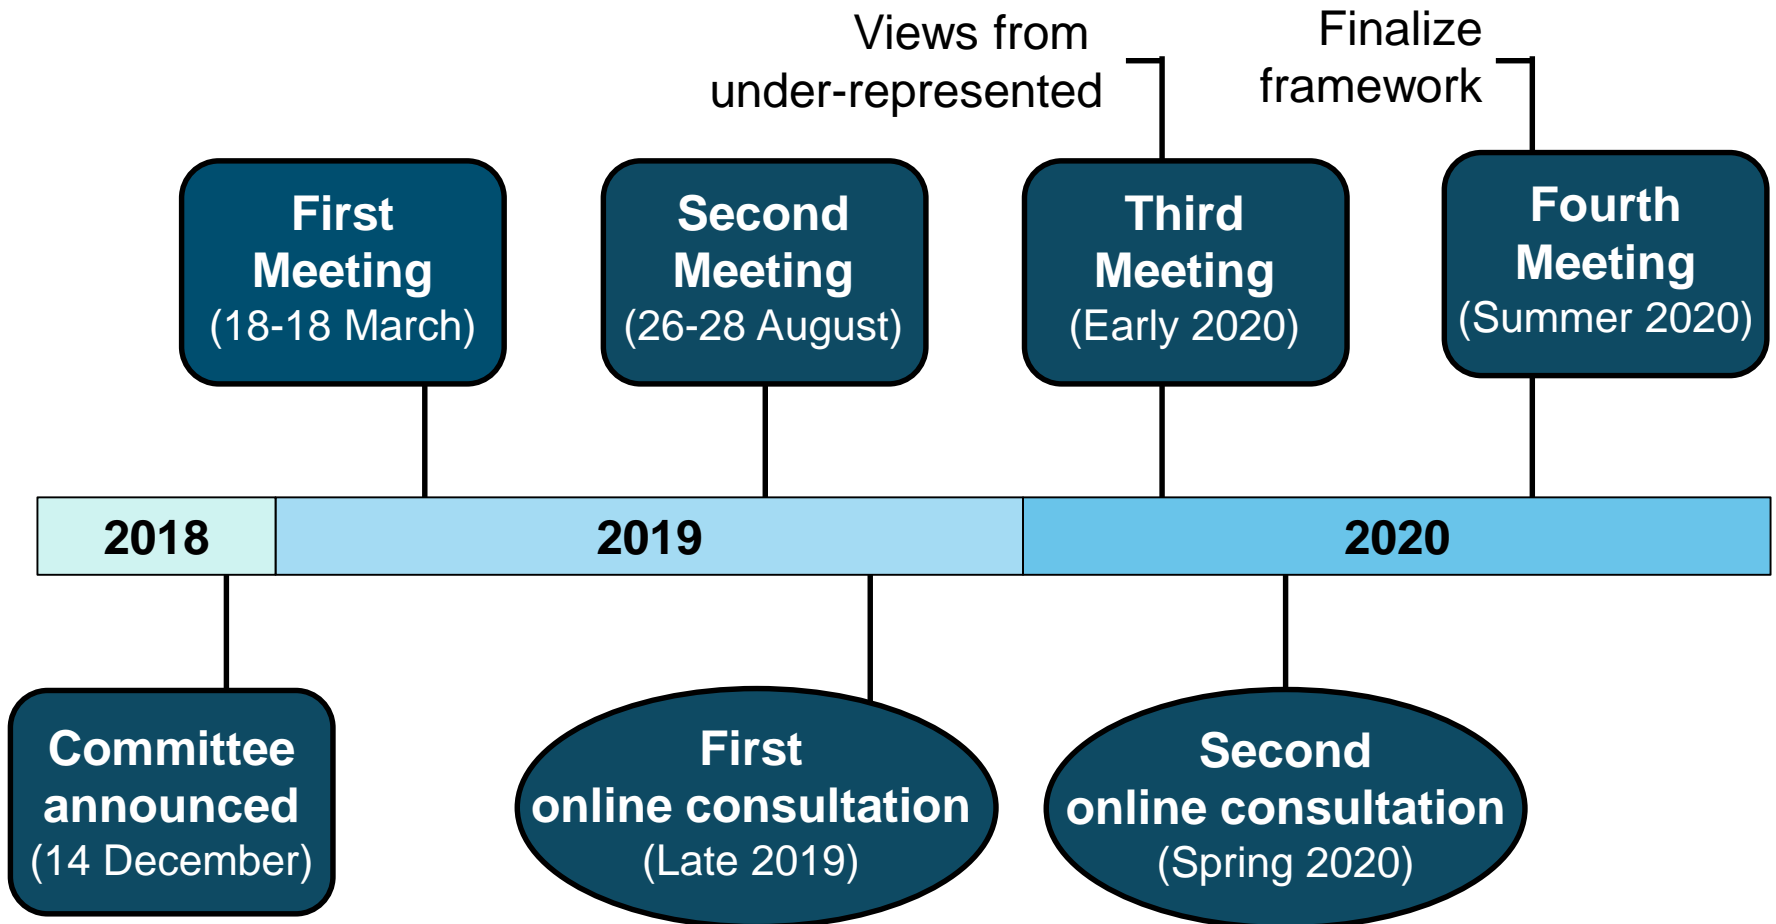 Views from
under-represented
Finalize
framework
First
Meeting
(18-18 March)
Second
Meeting
(26-28 August)
Third
Meeting
(Early 2020)
Fourth
Meeting
(Summer 2020)
2018
2019
2020
Committee
announced
(14 December)
First
online consultation
(Late 2019)
Second
online consultation
(Spring 2020)